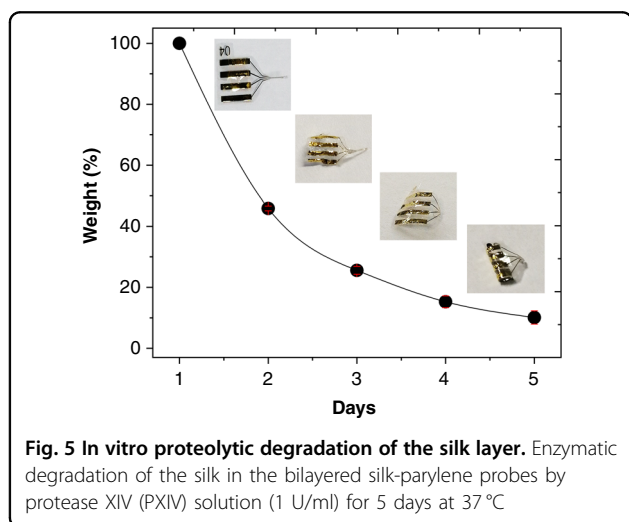 100
80
60
40
20
0
Weight (%)
04
1 2 3 4 5
Days
Fig. 5 In vitro proteolytic degradation of the silk layer. Enzymatic
degradation of the silk in the bilayered silk-parylene probes by
protease XIV (PXIV) solution (1 U/ml) for 5 days at 37 °C